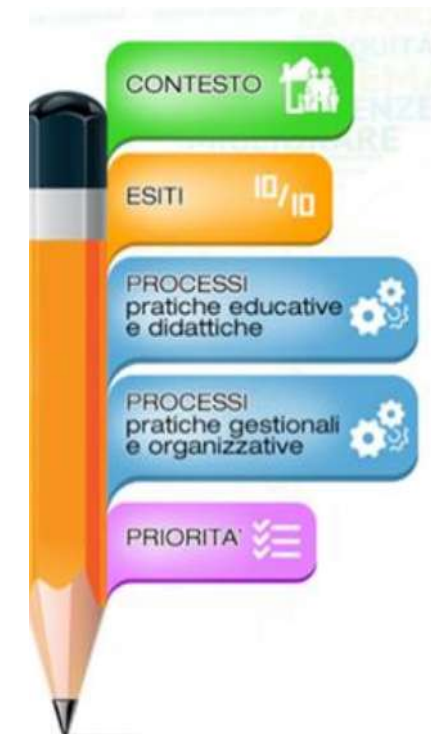 CONTESTO
ESITI 10/10
PROCESSI
pratiche educative
e didattiche
PROCESSI
pratiche gestionali
e organizzative
PRIORITA'